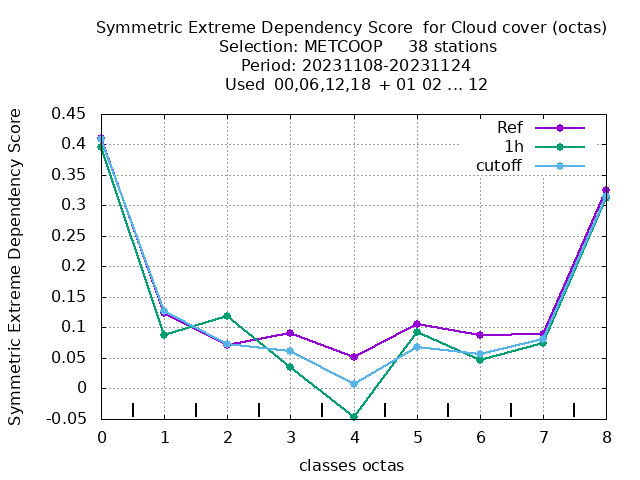 Symmetric Extreme Dependency Score  for Cloud cover (octas)
Selection: METCOOP     38 stations
Period: 20231108-20231124
Used  00,06,12,18 + 01 02 ... 12
Symmetric Extreme Dependency Score
0.45
0.4
0.35
0.3
0.25
0.2
0.15
0.1
0.05
0
-0.05
Ref
1h
cutoff
0 1 2 3 4 5 6 7 8
classes octas